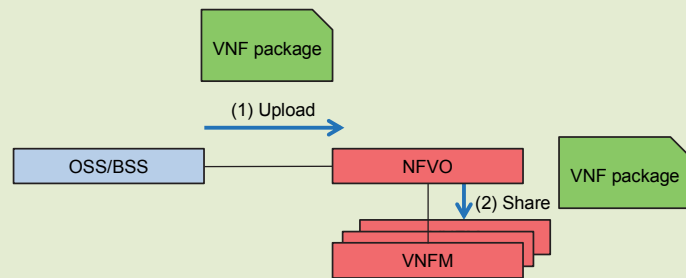 VNF package
(1) Upload
OSS/BSS
NFVO
VNF package
(2) Share
VNFM